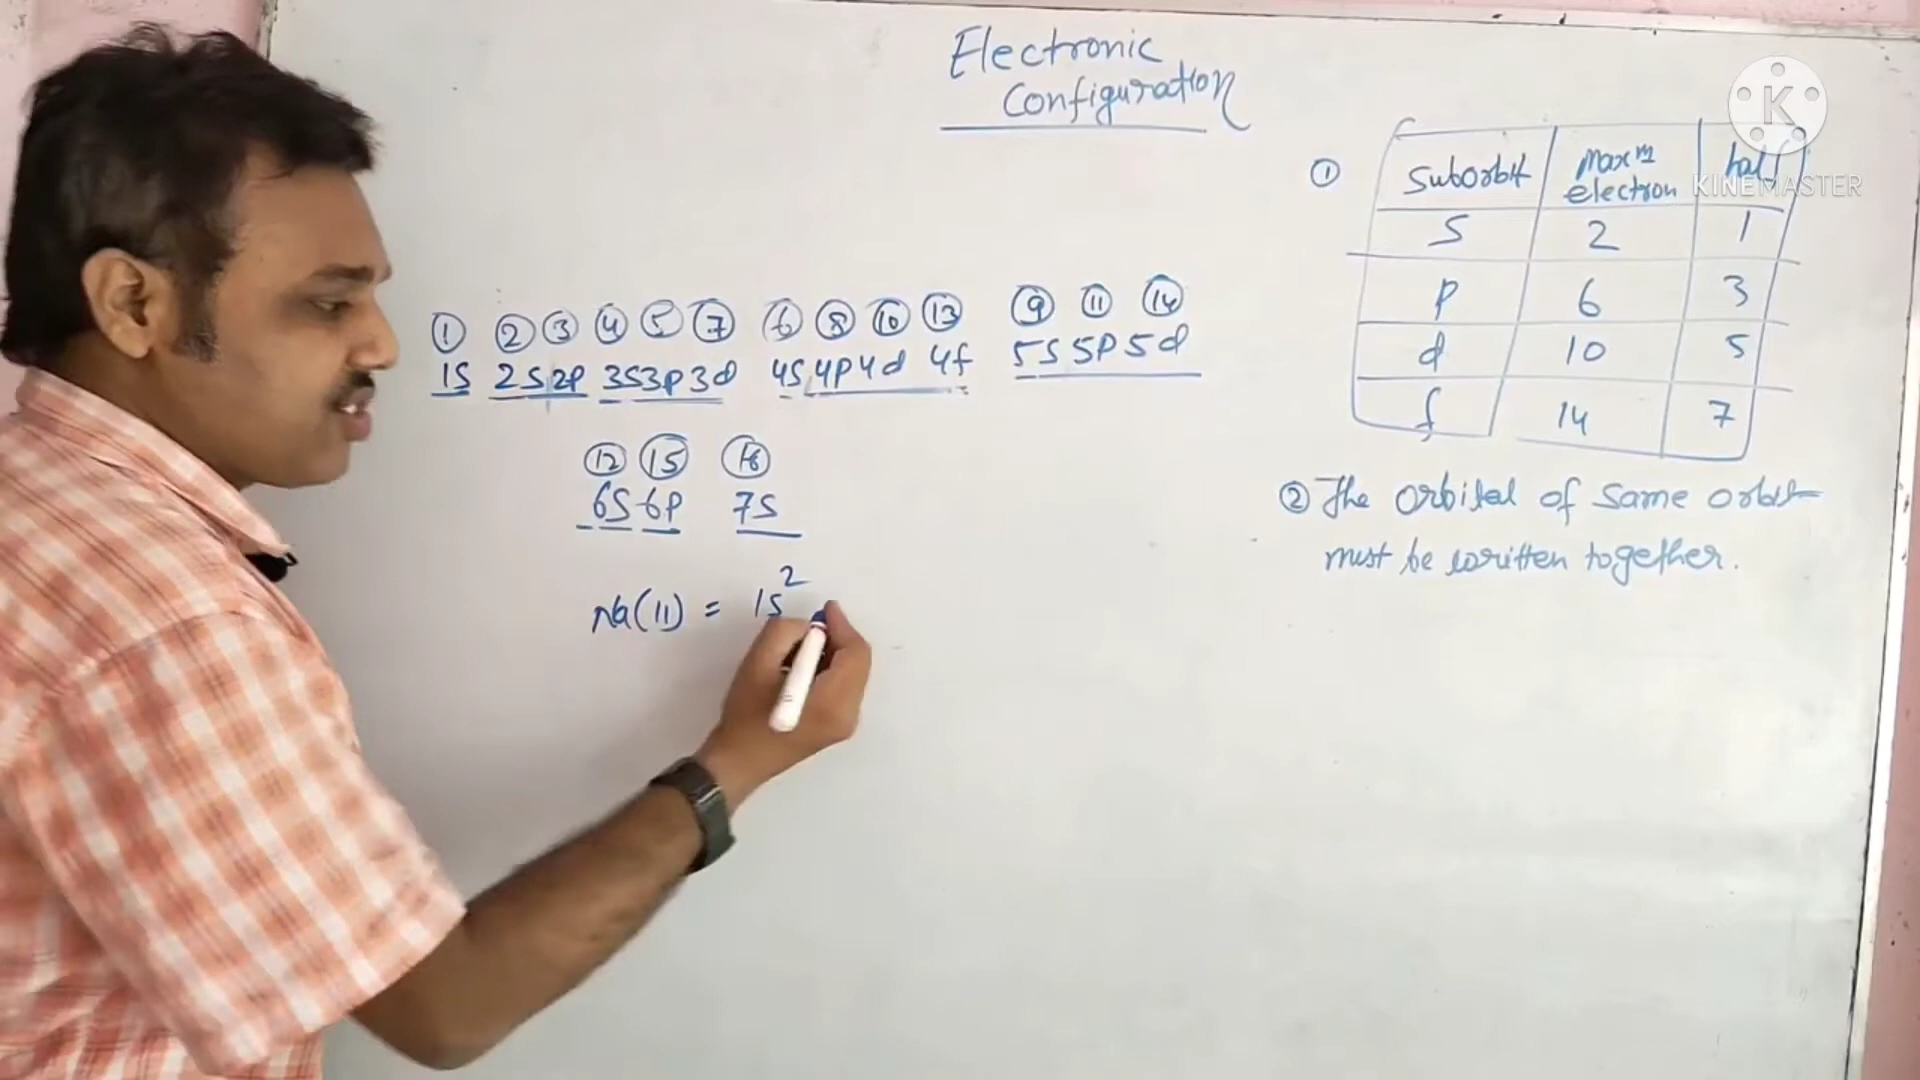 Electronic
Configuration
K
KINEMASTER
① Suborbit Maxᵐ electron half
S 2 1
p 6 3
d 10 5
f 14 7
② The orbital of same orbit
must be written together.
① ② ③ ④ ⑤ ⑦ ⑥ ⑧ ⑩ ⑬ ⑨ ⑪ ⑭
1S 2S 2P 3S 3P 3d 4S 4P 4d 4f 5S 5P 5d
⑫ ⑮ ⑯
6S 6P 7S
Na(11) = 1S²